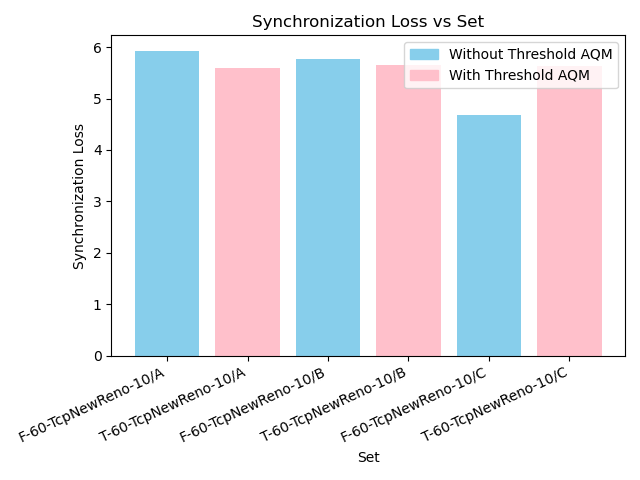 Synchronization Loss vs Set
Without Threshold AQM
With Threshold AQM
Synchronization Loss
6
5
4
3
2
1
0
F-60-TcpNewReno-10/A
T-60-TcpNewReno-10/A
F-60-TcpNewReno-10/B
T-60-TcpNewReno-10/B
F-60-TcpNewReno-10/C
T-60-TcpNewReno-10/C
Set